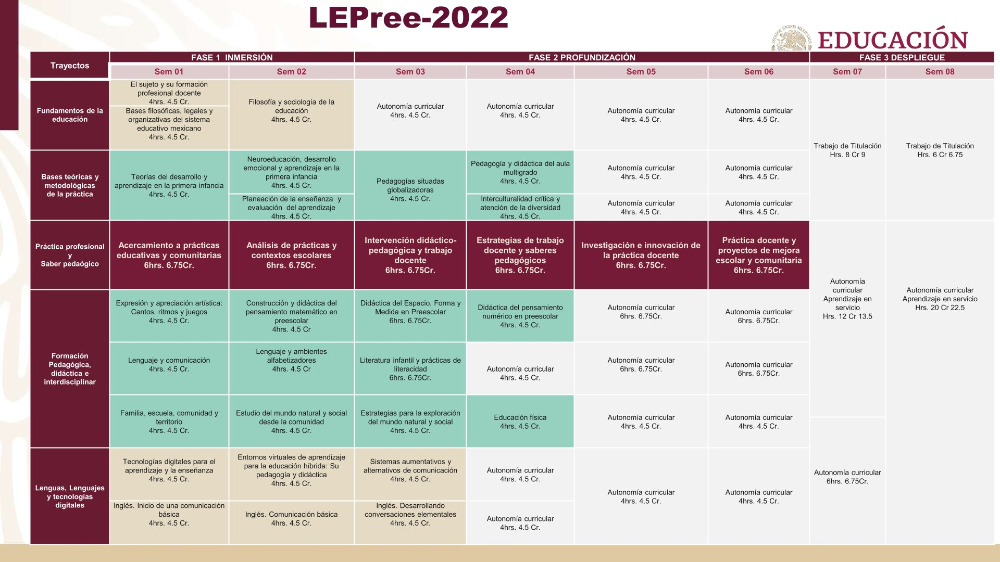 LEPree-2022
ESTADOS UNIDOS MEXICANOS
EDUCACIÓN
Trayectos
FASE 1 INMERSIÓN
FASE 2 PROFUNDIZACIÓN
FASE 3 DESPLIEGUE
Sem 01
Sem 02
Sem 03
Sem 04
Sem 05
Sem 06
Sem 07
Sem 08
Fundamentos de la
educación
El sujeto y su formación
profesional docente
4hrs. 4.5 Cr.
Bases filosóficas, legales y
organizativas del sistema
educativo mexicano
4hrs. 4.5 Cr.
Filosofía y sociología de la
educación
4hrs. 4.5 Cr.
Autonomía curricular
4hrs. 4.5 Cr.
Autonomía curricular
4hrs. 4.5 Cr.
Autonomía curricular
4hrs. 4.5 Cr.
Autonomía curricular
4hrs. 4.5 Cr.
Trabajo de Titulación
Hrs. 8 Cr 9
Trabajo de Titulación
Hrs. 6 Cr 6.75
Bases teóricas y
metodológicas
de la práctica
Teorías del desarrollo y
aprendizaje en la primera infancia
4hrs. 4.5 Cr.
Neuroeducación, desarrollo
emocional y aprendizaje en la
primera infancia
4hrs. 4.5 Cr.
Planeación de la enseñanza y
evaluación del aprendizaje
4hrs. 4.5 Cr.
Pedagogías situadas
globalizadoras
4hrs. 4.5 Cr.
Pedagogía y didáctica del aula
multigrado
4hrs. 4.5 Cr.
Interculturalidad crítica y
atención de la diversidad
4hrs. 4.5 Cr.
Autonomía curricular
4hrs. 4.5 Cr.
Autonomía curricular
4hrs. 4.5 Cr.
Autonomía curricular
4hrs. 4.5 Cr.
Autonomía curricular
4hrs. 4.5 Cr.
Práctica profesional
y
Saber pedaógico
Acercamiento a prácticas
educativas y comunitarias
6hrs. 6.75Cr.
Análisis de prácticas y
contextos escolares
6hrs. 6.75Cr.
Intervención didáctico-
pedagógica y trabajo
docente
6hrs. 6.75Cr.
Estrategias de trabajo
docente y saberes
pedagógicos
6hrs. 6.75Cr.
Investigación e innovación de
la práctica docente
6hrs. 6.75Cr.
Práctica docente y
proyectos de mejora
escolar y comunitaria
6hrs. 6.75Cr.
Autonomía
curricular
Aprendizaje en
servicio
Hrs. 12 Cr 13.5
Autonomía curricular
Aprendizaje en servicio
Hrs. 20 Cr 22.5
Formación
Pedagógica,
didáctica e
interdisciplinar
Expresión y apreciación artística:
Cantos, ritmos y juegos
4hrs. 4.5 Cr.
Construcción y didáctica del
pensamiento matemático en
preescolar
4hrs. 4.5 Cr
Didáctica del Espacio, Forma y
Medida en Preescolar
6hrs. 6.75Cr.
Didáctica del pensamiento
numérico en preescolar
4hrs. 4.5 Cr.
Autonomía curricular
6hrs. 6.75Cr.
Autonomía curricular
6hrs. 6.75Cr.
Lenguaje y comunicación
4hrs. 4.5 Cr.
Lenguaje y ambientes
alfabetizadores
4hrs. 4.5 Cr
Literatura infantil y prácticas de
literacidad
6hrs. 6.75Cr.
Autonomía curricular
4hrs. 4.5 Cr.
Autonomía curricular
6hrs. 6.75Cr.
Autonomía curricular
6hrs. 6.75Cr.
Familia, escuela, comunidad y
territorio
4hrs. 4.5 Cr.
Estudio del mundo natural y social
desde la comunidad
4hrs. 4.5 Cr.
Estrategias para la exploración
del mundo natural y social
4hrs. 4.5 Cr.
Educación física
4hrs. 4.5 Cr.
Autonomía curricular
4hrs. 4.5 Cr.
Autonomía curricular
4hrs. 4.5 Cr.
Autonomía curricular
6hrs. 6.75Cr.
Lenguas, Lenguajes
y tecnologías
digitales
Tecnologías digitales para el
aprendizaje y la enseñanza
4hrs. 4.5 Cr.
Entornos virtuales de aprendizaje
para la educación híbrida: Su
pedagogía y didáctica
4hrs. 4.5 Cr.
Sistemas aumentativos y
alternativos de comunicación
4hrs. 4.5 Cr.
Autonomía curricular
4hrs. 4.5 Cr.
Autonomía curricular
4hrs. 4.5 Cr.
Autonomía curricular
4hrs. 4.5 Cr.
Inglés. Inicio de una comunicación
básica
4hrs. 4.5 Cr.
Inglés. Comunicación básica
4hrs. 4.5 Cr.
Inglés. Desarrollando
conversaciones elementales
4hrs. 4.5 Cr.
Autonomía curricular
4hrs. 4.5 Cr.